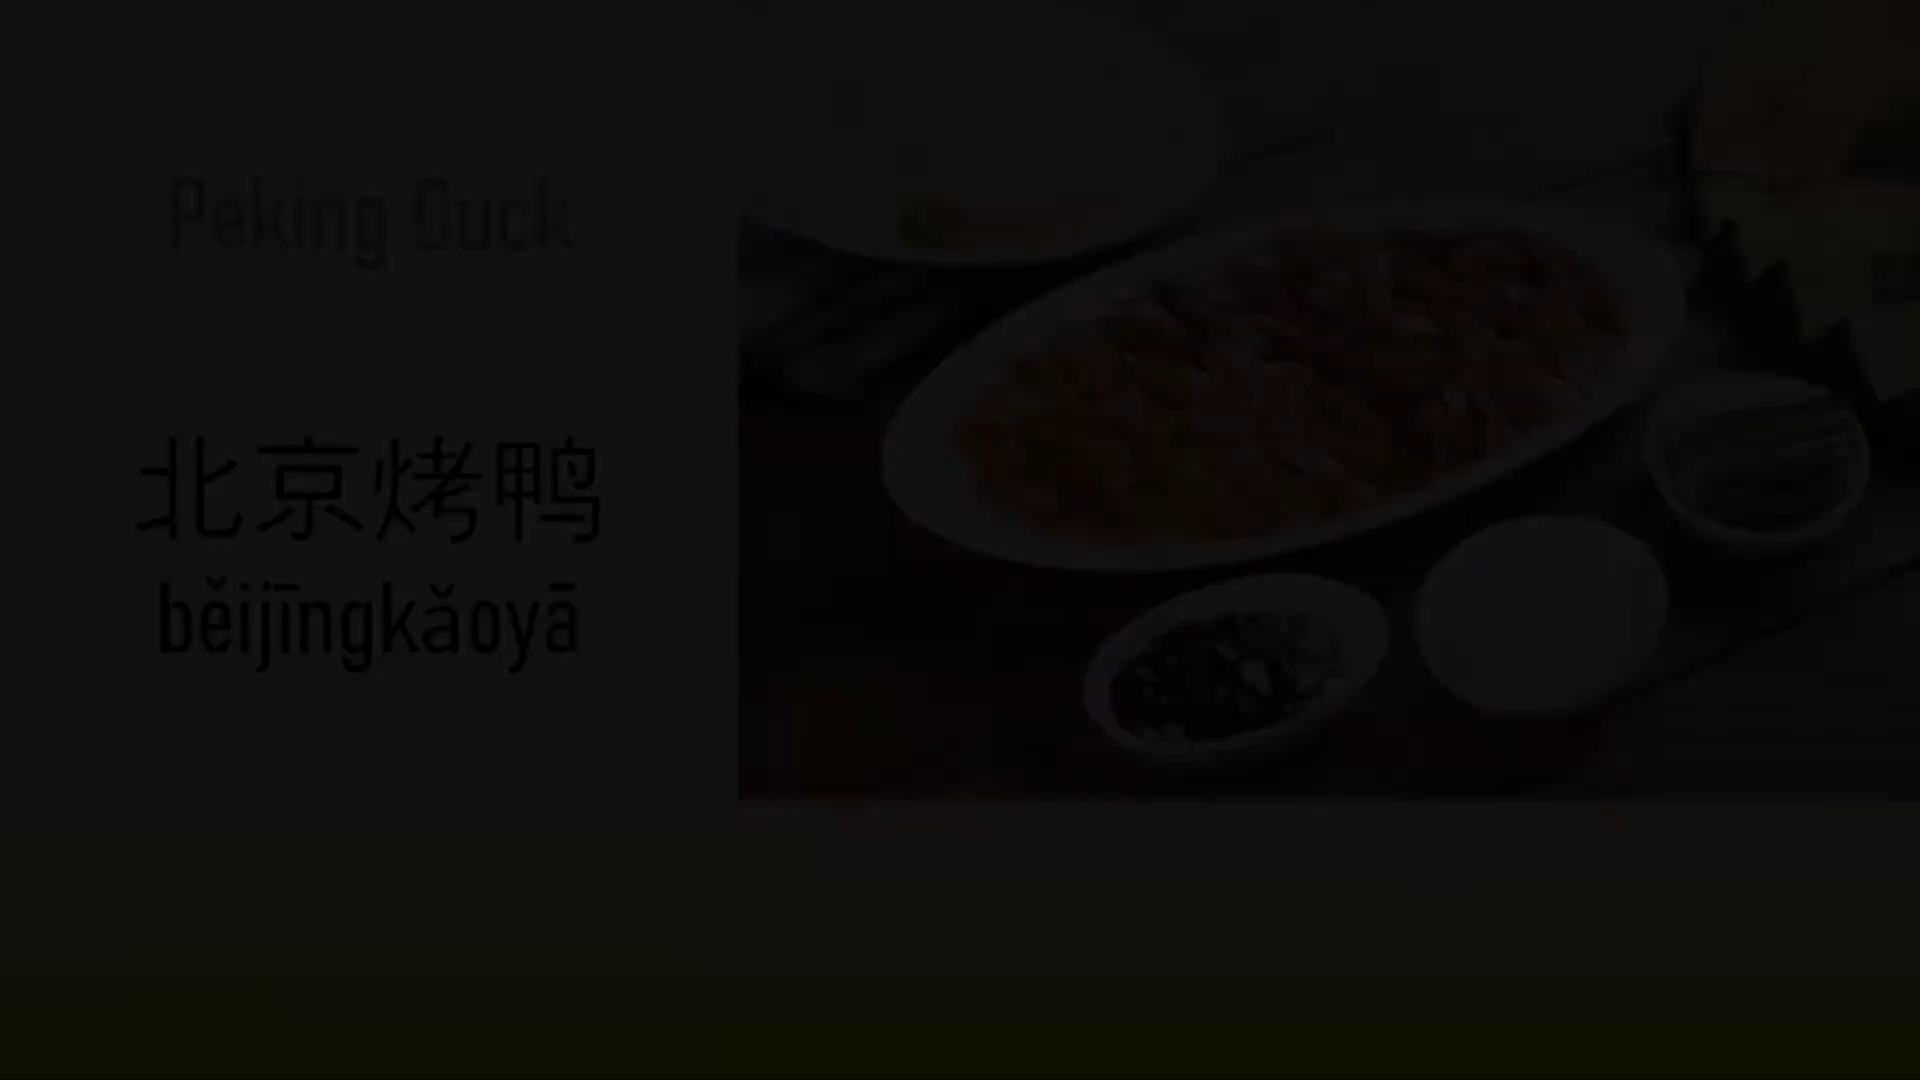 Peking Duck
北京烤鸭
běijīngkǎoyā